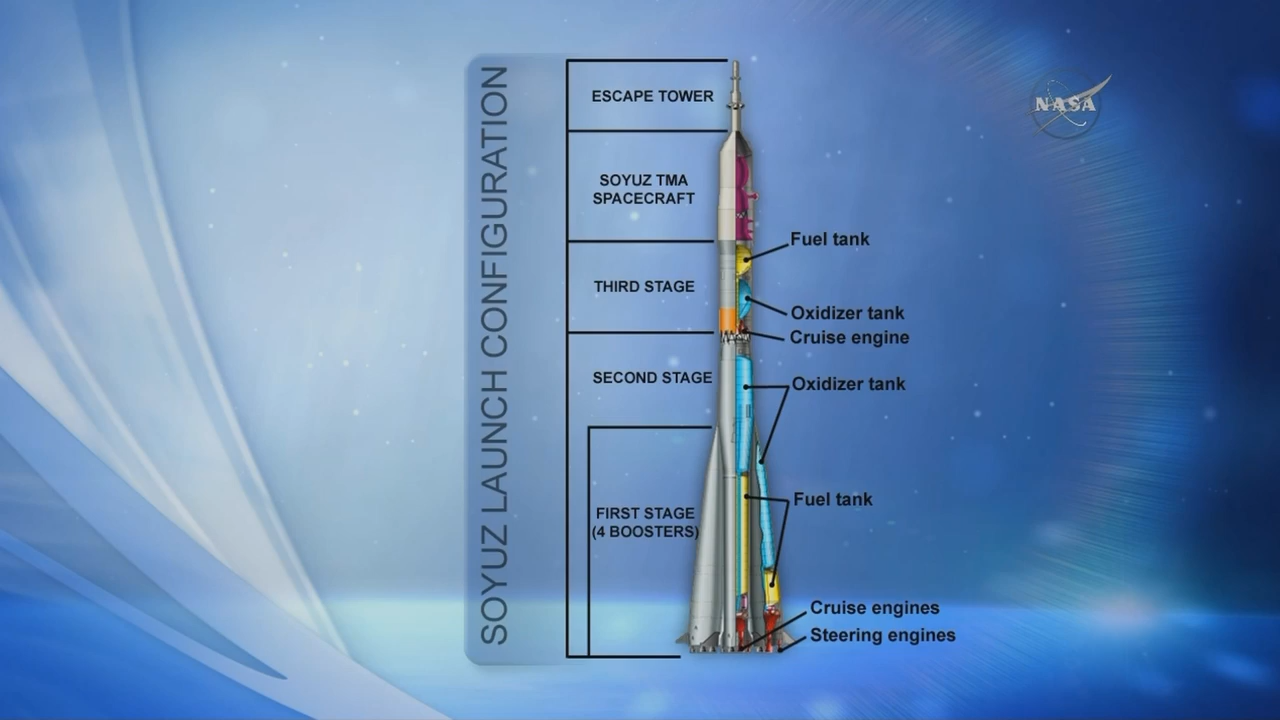 SOYUZ LAUNCH CONFIGURATION
ESCAPE TOWER
SOYUZ TMA
SPACECRAFT
THIRD STAGE
SECOND STAGE
FIRST STAGE
(4 BOOSTERS)
Fuel tank
Oxidizer tank
Cruise engine
Oxidizer tank
Fuel tank
Cruise engines
Steering engines
NASA